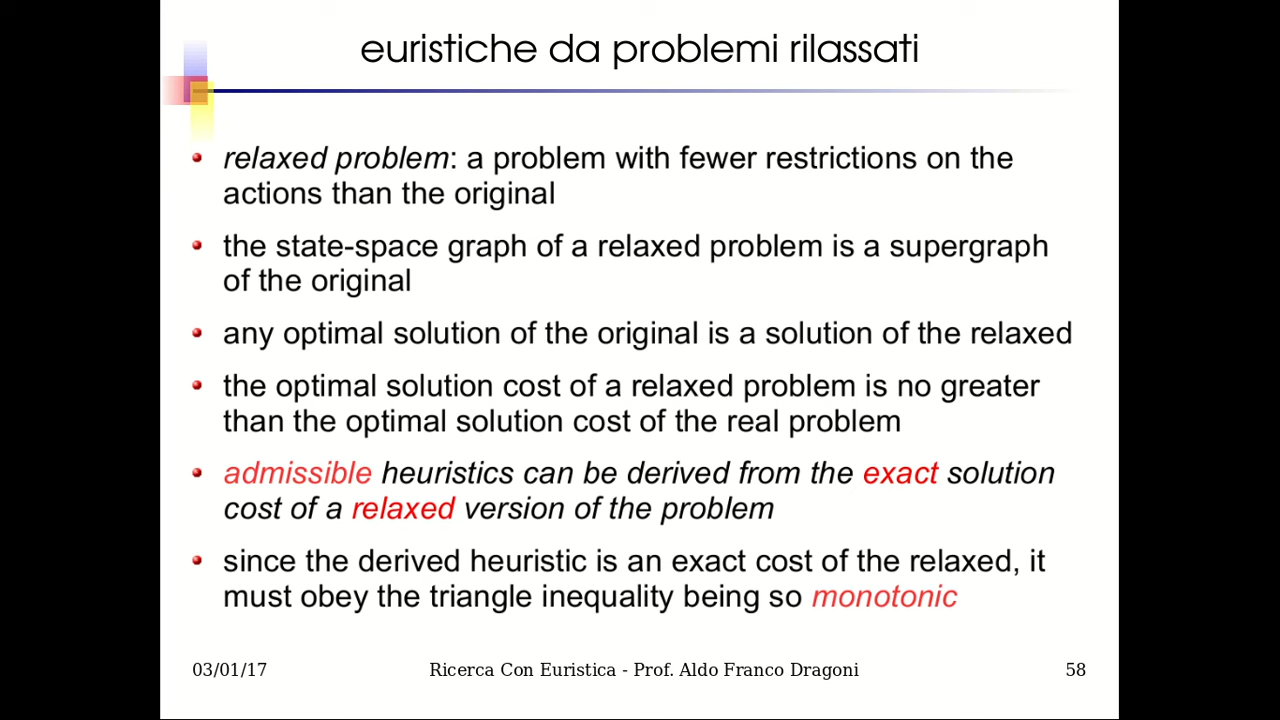 euristiche da problemi rilassati
relaxed problem: a problem with fewer restrictions on the
actions than the original
the state-space graph of a relaxed problem is a supergraph
of the original
any optimal solution of the original is a solution of the relaxed
the optimal solution cost of a relaxed problem is no greater
than the optimal solution cost of the real problem
admissible heuristics can be derived from the exact solution
cost of a relaxed version of the problem
since the derived heuristic is an exact cost of the relaxed, it
must obey the triangle inequality being so monotonic
03/01/17 Ricerca Con Euristica - Prof. Aldo Franco Dragoni 58